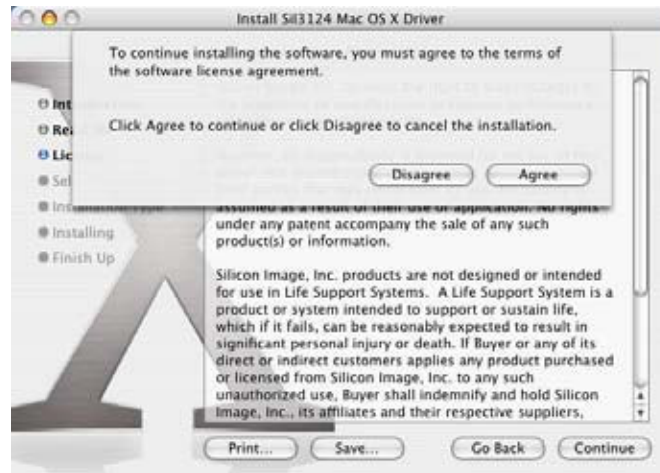 Install SiI3124 Mac OS X Driver
To continue installing the software, you must agree to the terms of
the software license agreement.
Click Agree to continue or click Disagree to cancel the installation.
Disagree
Agree
Int
Re
Lic
Sel
Installation Type
Installing
Finish Up
assumed as a result of their use or application. No rights
under any patent accompany the sale of any such
product(s) or information.
Silicon Image, Inc. products are not designed or intended
for use in Life Support Systems. A Life Support System is a
product or system intended to support or sustain life,
which if it fails, can be reasonably expected to result in
significant personal injury or death. If Buyer or any of its
direct or indirect customers applies any product purchased
or licensed from Silicon Image, Inc. to any such
unauthorized use, Buyer shall indemnify and hold Silicon
Image, Inc., its affiliates and their respective suppliers,
Print...
Save...
Go Back
Continue